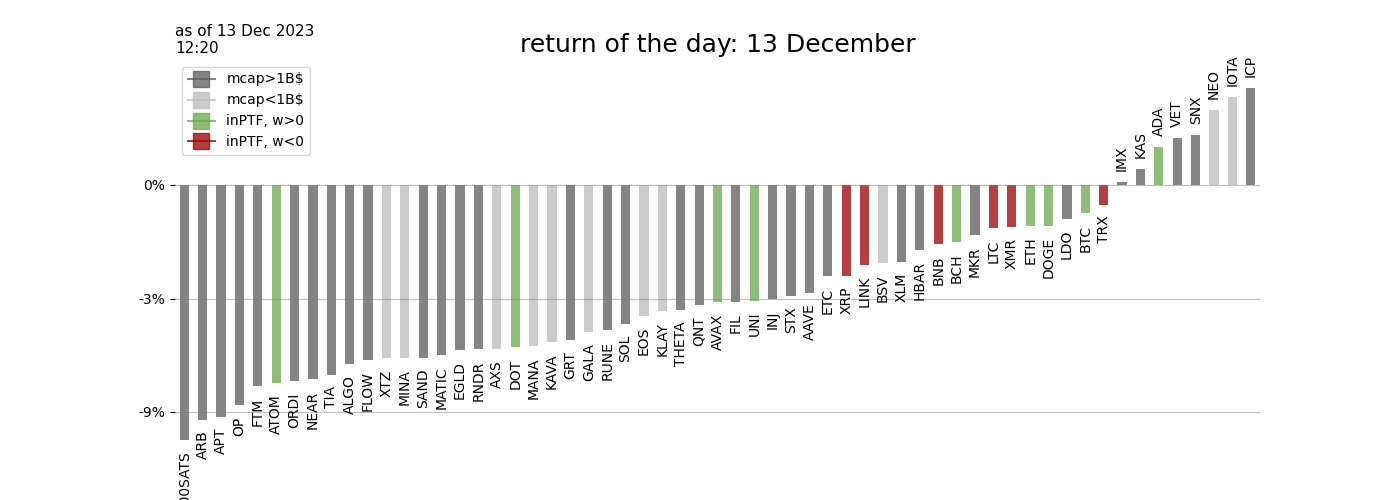 as of 13 Dec 2023
12:20
return of the day: 13 December
mcap>1B$
mcap<1B$
inPTF, w>0
inPTF, w<0
0%
-3%
-9%
00SATS
ARB
APT
OP
FTM
ATOM
ORDI
NEAR
TIA
ALGO
FLOW
XTZ
MINA
SAND
MATIC
EGLD
RNDR
AXS
DOT
MANA
KAVA
GRT
GALA
RUNE
SOL
EOS
KLAY
THETA
QNT
AVAX
FIL
UNI
INJ
STX
AAVE
ETC
XRP
LINK
BSV
XLM
HBAR
BNB
BCH
MKR
LTC
XMR
ETH
DOGE
LDO
BTC
TRX
IMX
KAS
ADA
VET
SNX
NEO
IOTA
ICP